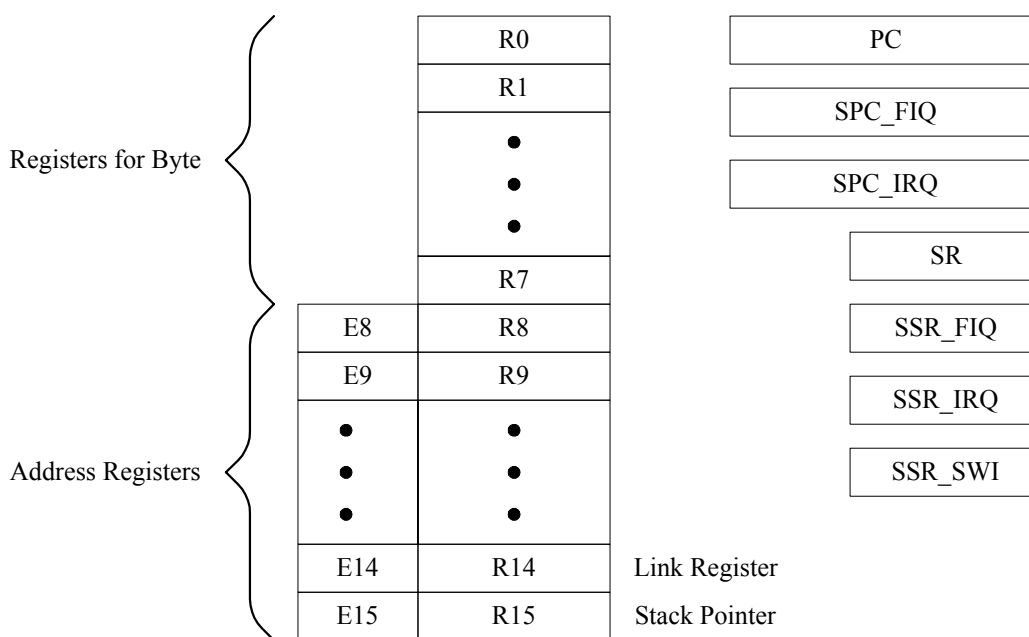 R0
PC
R1
SPC_FIQ
Registers for Byte
SPC_IRQ
SR
R7
E8
R8
SSR_FIQ
E9
R9
SSR_IRQ
Address Registers
SSR_SWI
E14
R14
Link Register
E15
R15
Stack Pointer